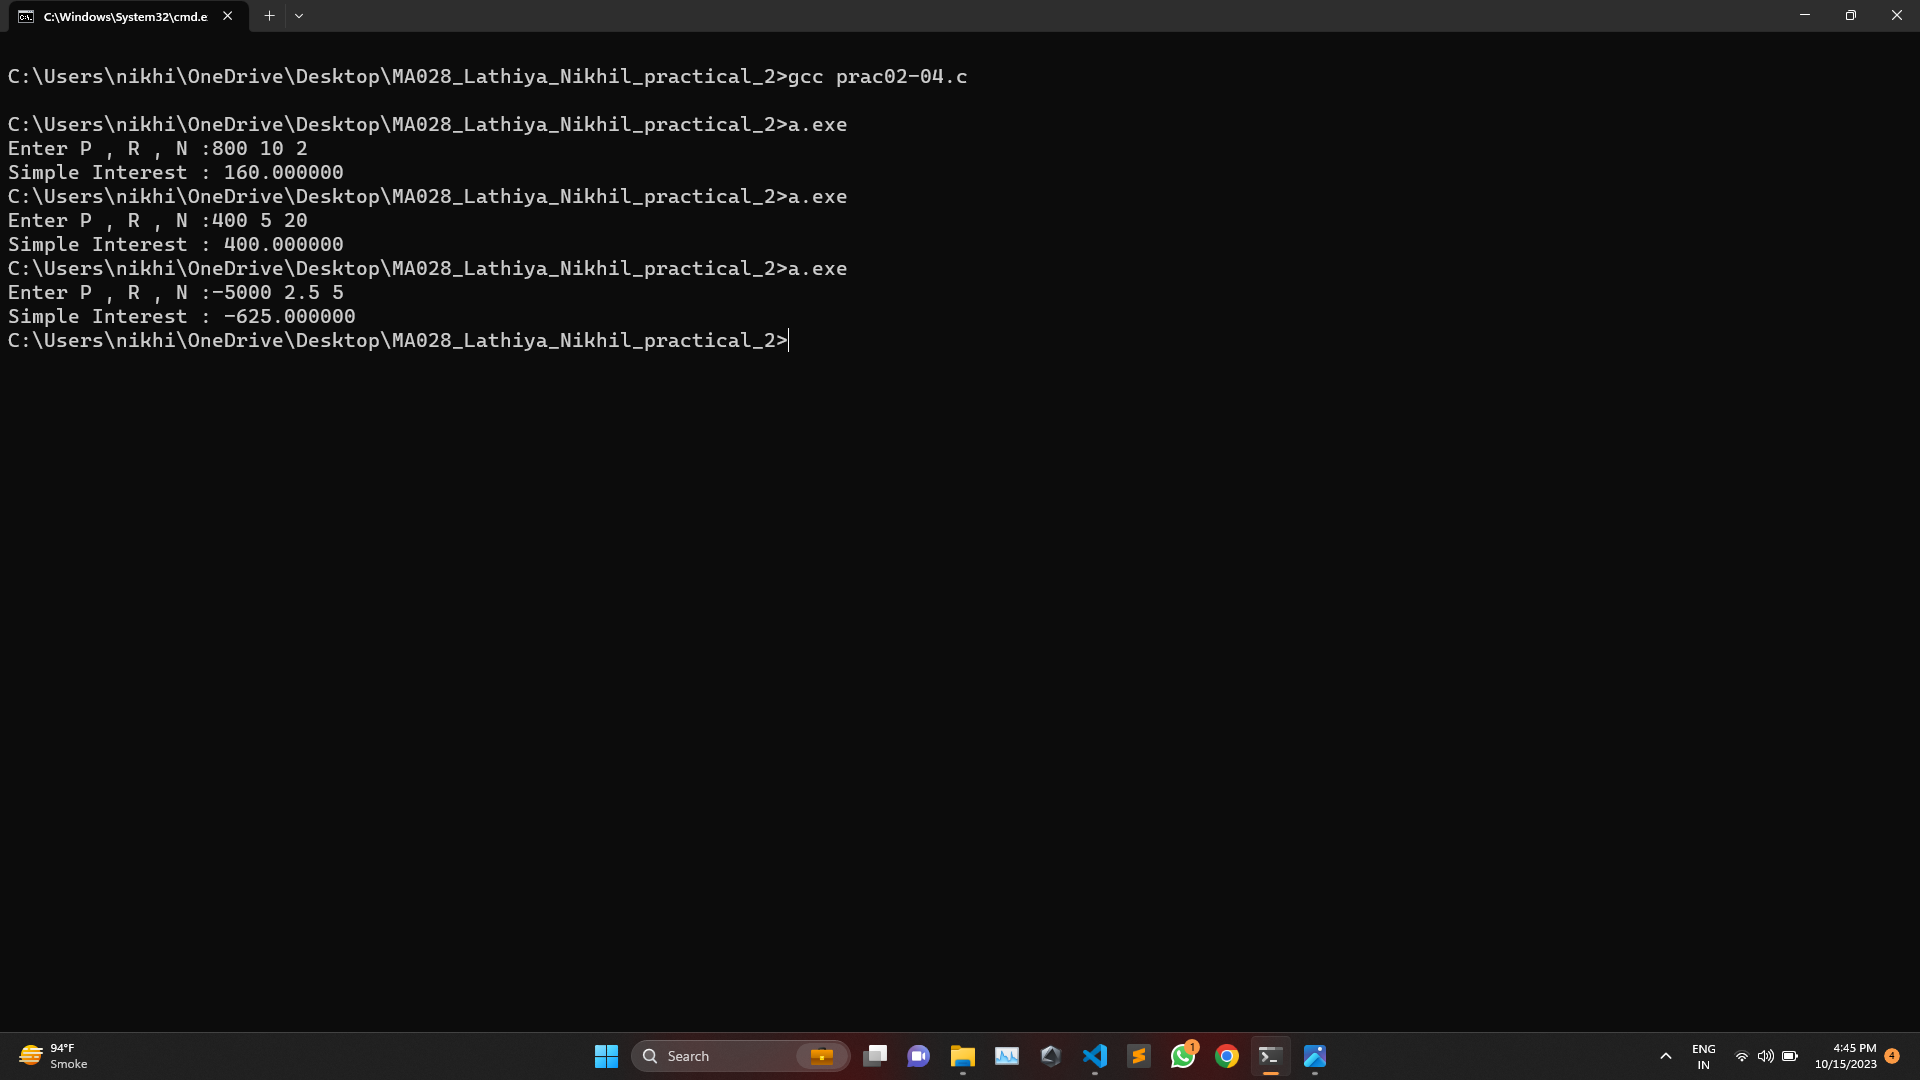 C:\Windows\System32\cmd.e
C:\Users\nikhi\OneDrive\Desktop\MA028_Lathiya_Nikhil_practical_2>gcc prac02-04.c
C:\Users\nikhi\OneDrive\Desktop\MA028_Lathiya_Nikhil_practical_2>a.exe
Enter P , R , N :800 10 2
Simple Interest : 160.000000
C:\Users\nikhi\OneDrive\Desktop\MA028_Lathiya_Nikhil_practical_2>a.exe
Enter P , R , N :400 5 20
Simple Interest : 400.000000
C:\Users\nikhi\OneDrive\Desktop\MA028_Lathiya_Nikhil_practical_2>a.exe
Enter P , R , N :-5000 2.5 5
Simple Interest : -625.000000
C:\Users\nikhi\OneDrive\Desktop\MA028_Lathiya_Nikhil_practical_2>
94°F
Smoke
Search
1
ENG
IN
4:45 PM
10/15/2023
4